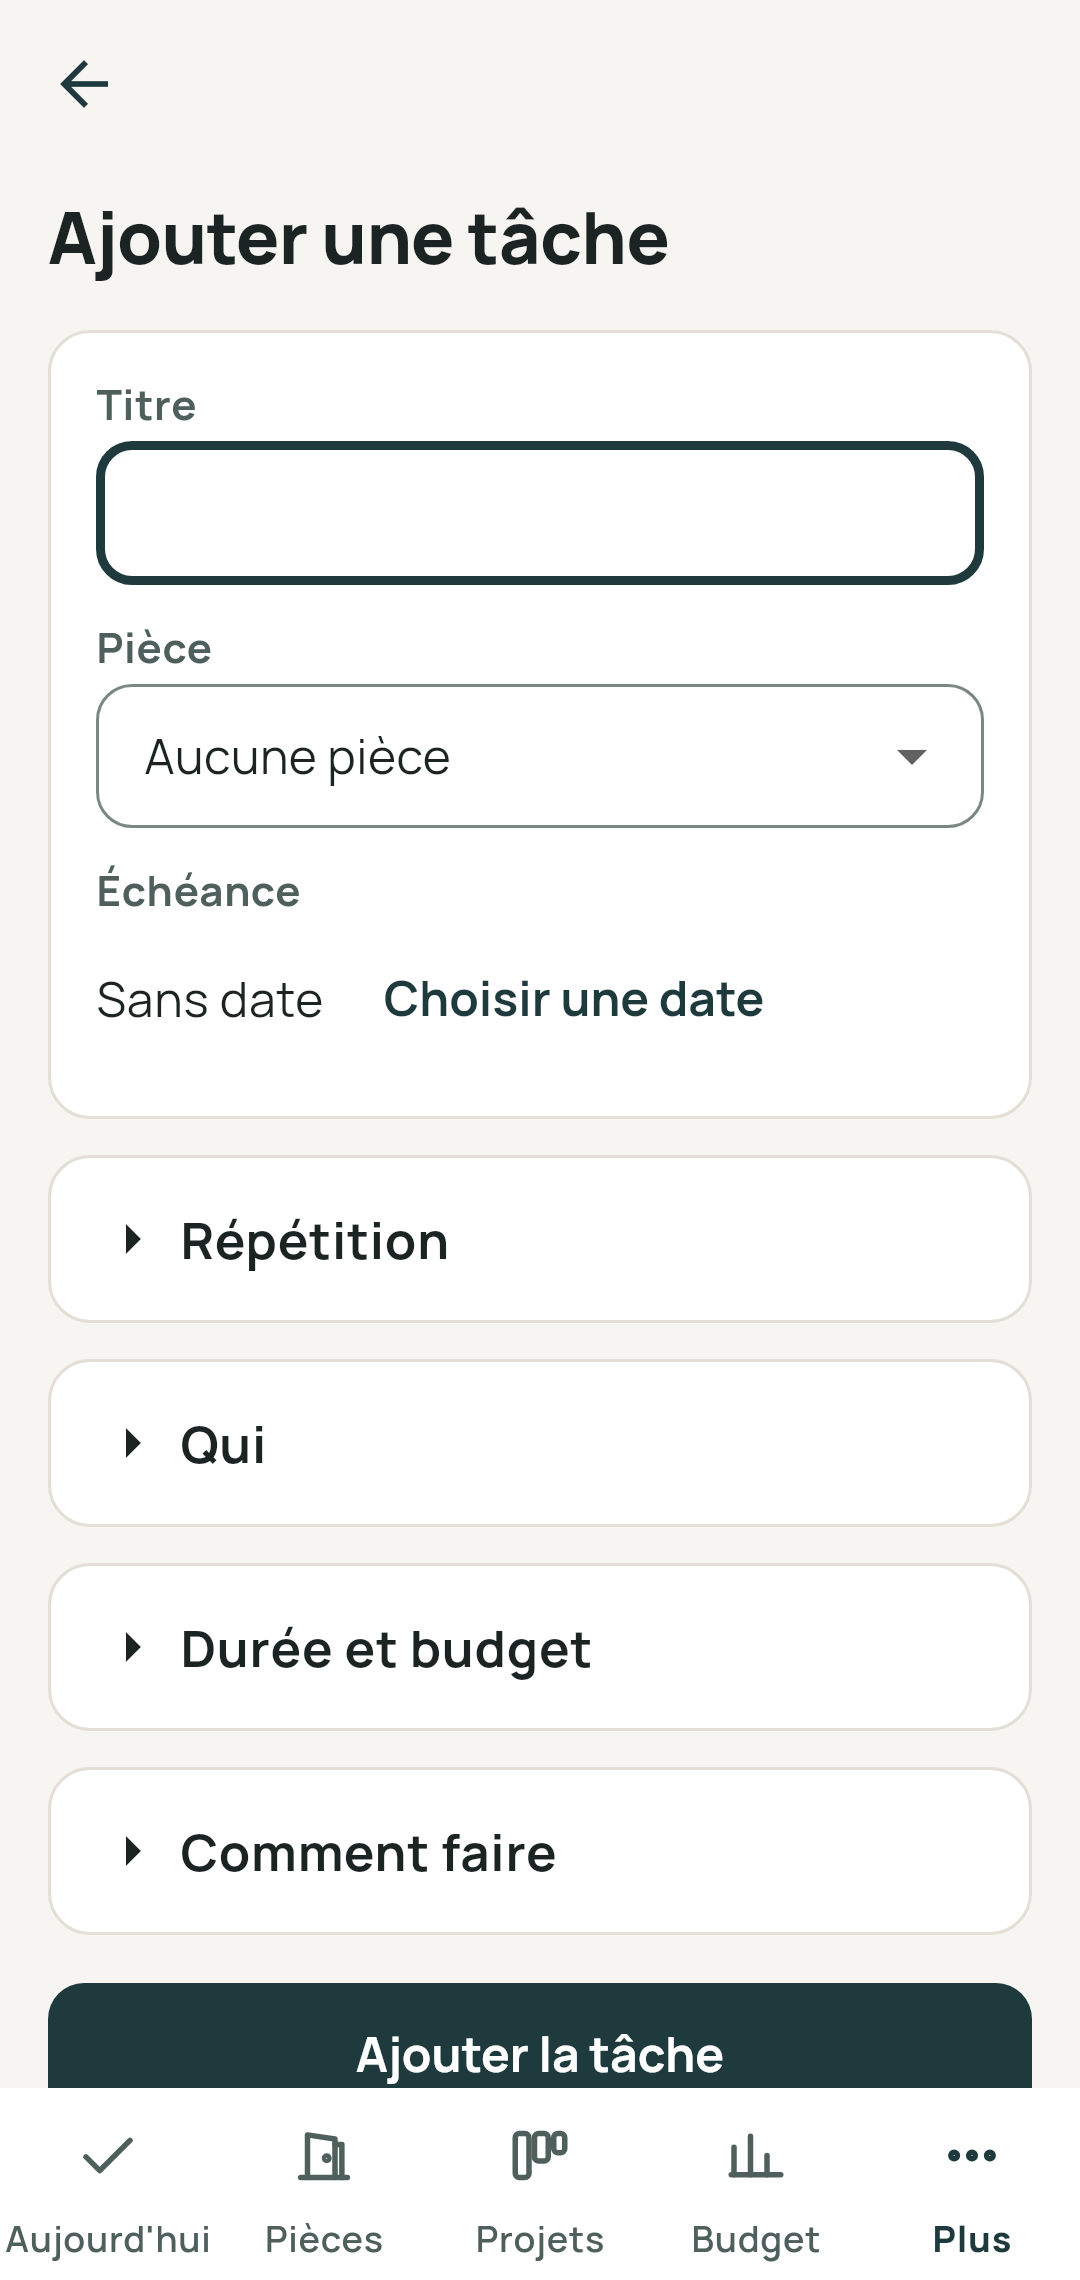 Ajouter une tâche
Titre
Pièce
Aucune pièce
Échéance
Sans date Choisir une date
Répétition
Qui
Durée et budget
Comment faire
Ajouter la tâche
Aujourd'hui Pièces Projets Budget Plus